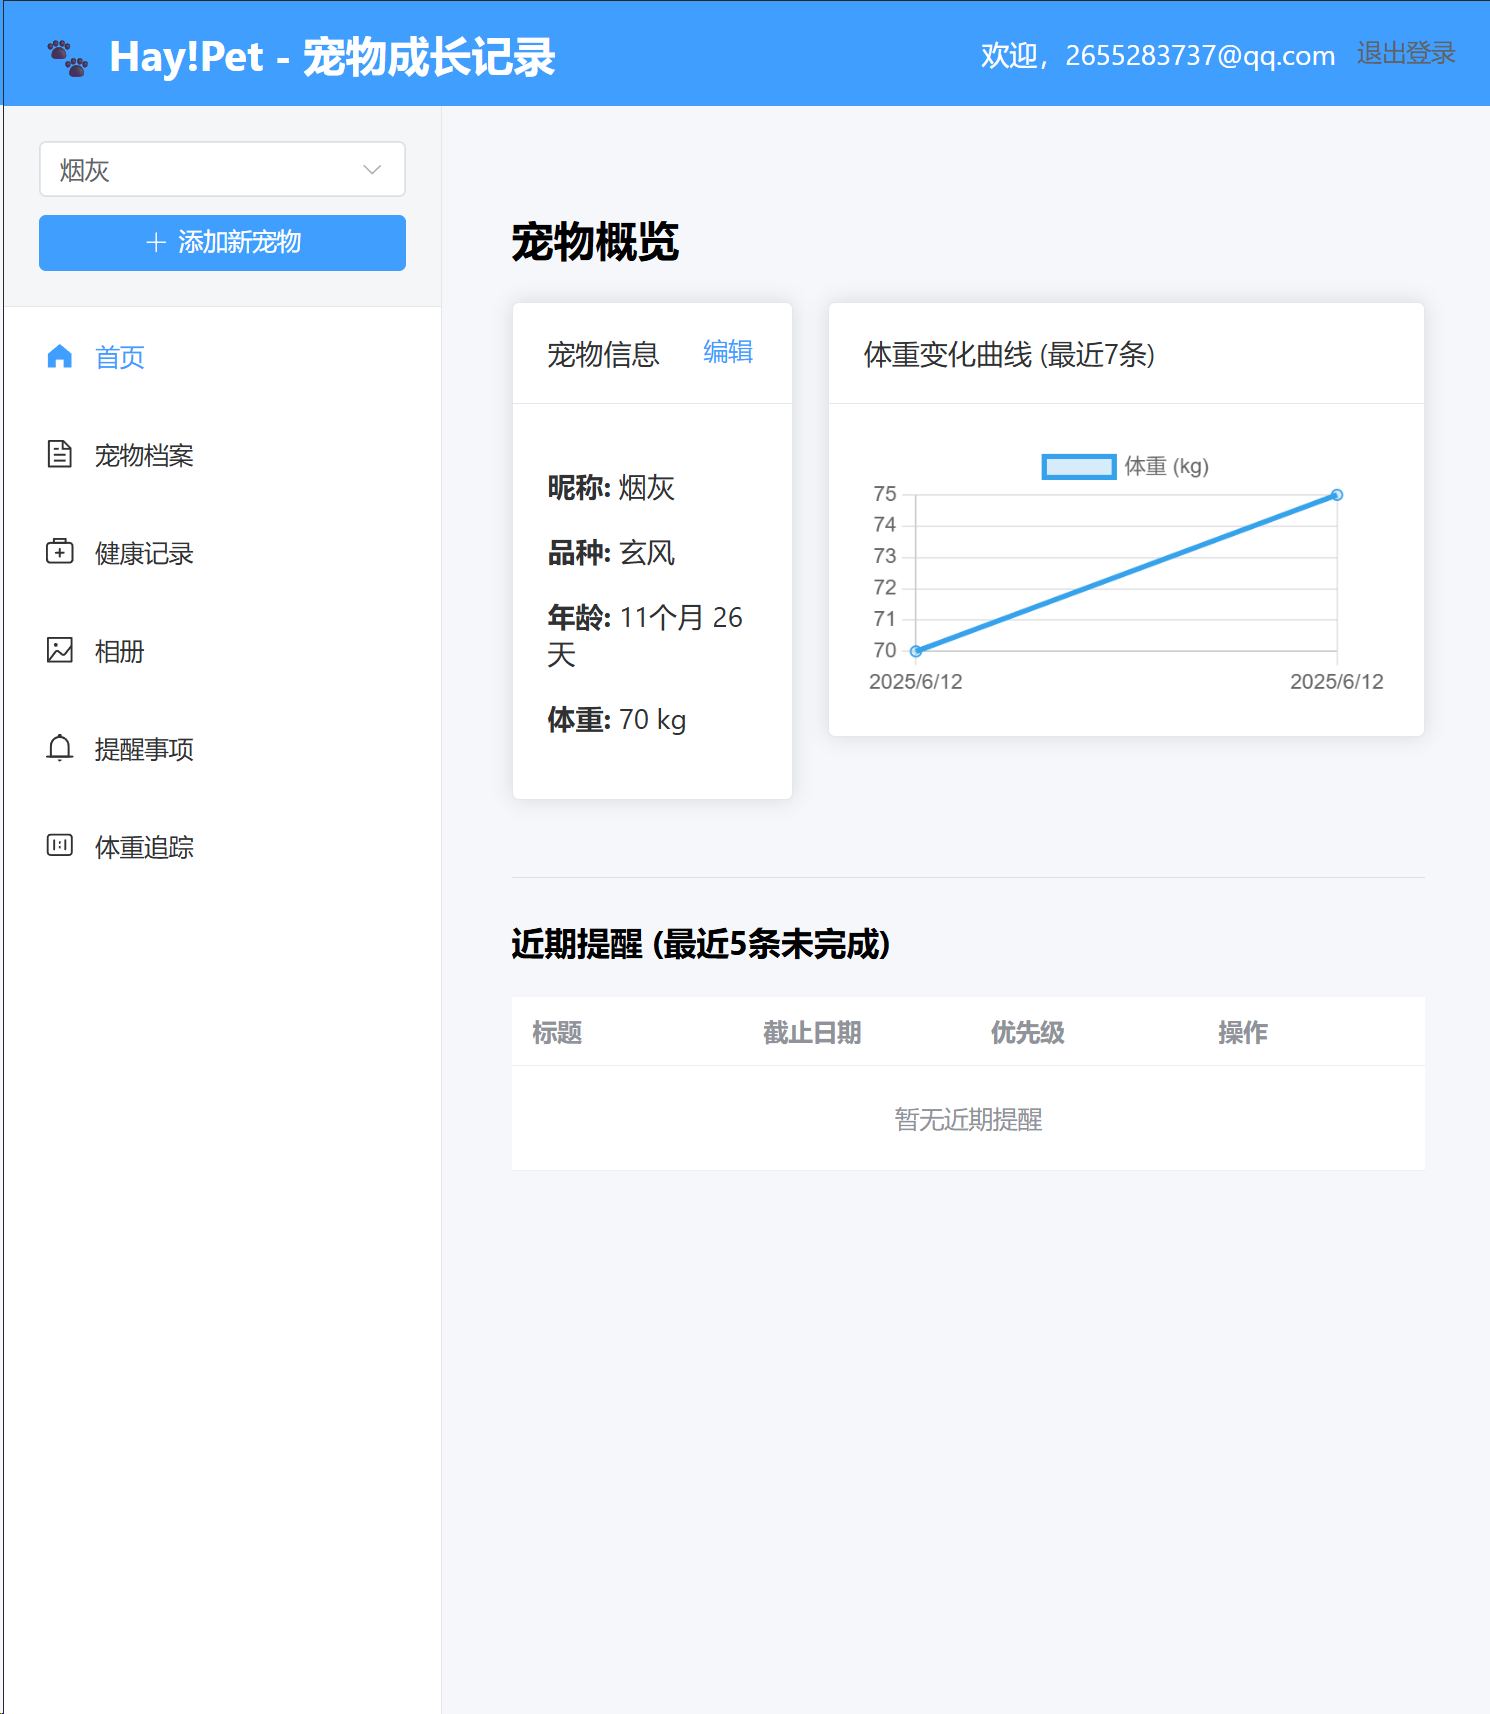 Hay!Pet - 宠物成长记录
欢迎，2655283737@qq.com
退出登录
烟灰
添加新宠物
首页
宠物档案
健康记录
相册
提醒事项
体重追踪
宠物概览
宠物信息
编辑
昵称: 烟灰
品种: 玄风
年龄: 11个月 26
天
体重: 70 kg
体重变化曲线 (最近7条)
体重 (kg)
75
74
73
72
71
70
2025/6/12
2025/6/12
近期提醒 (最近5条未完成)
标题
截止日期
优先级
操作
暂无近期提醒